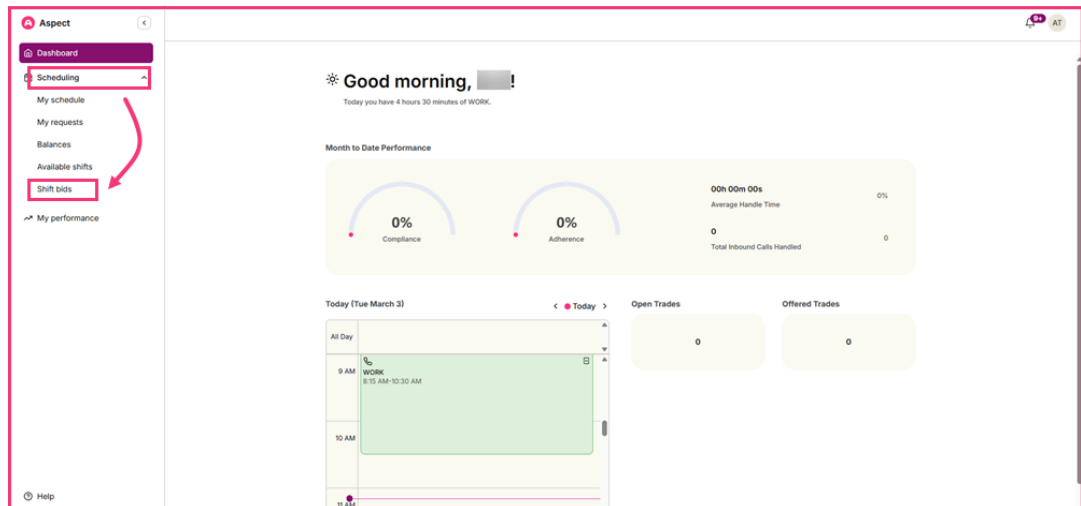 Aspect
9+
AT
Dashboard
Scheduling
My schedule
My requests
Balances
Available shifts
Shift bids
My performance
Help
Good morning, !
Today you have 4 hours 30 minutes of WORK.
Month to Date Performance
0%
Compliance
0%
Adherence
00h 00m 00s
Average Handle Time
0%
0
Total Inbound Calls Handled
0
Today (Tue March 3)
Today
All Day
9 AM
WORK
8:15 AM-10:30 AM
10 AM
11 AM
Open Trades
0
Offered Trades
0